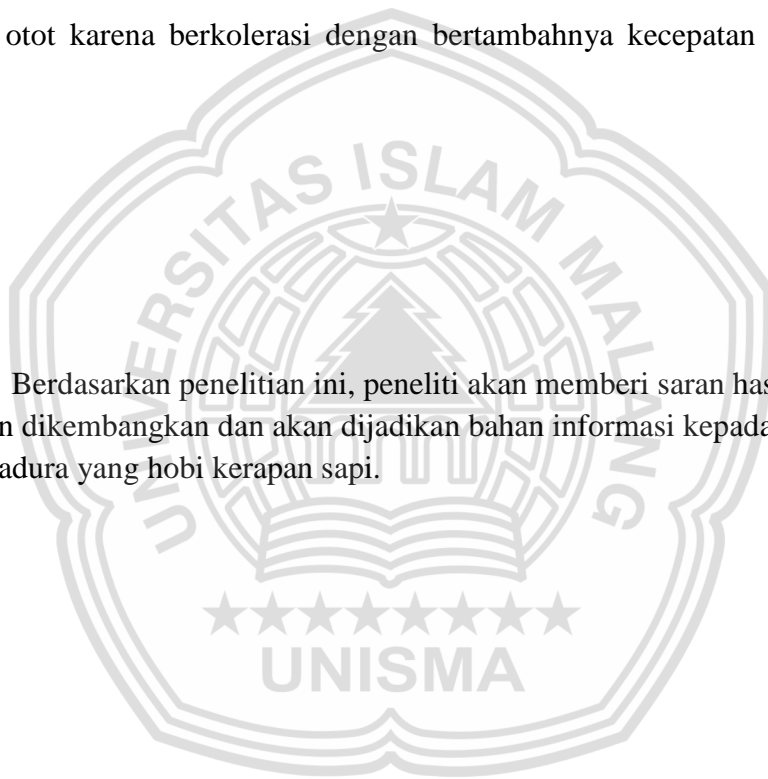 otot karena berkolerasi dengan bertambahnya kecepatan
UNIVERSITAS ISLAM MALANG
Berdasarkan penelitian ini, peneliti akan memberi saran has
n dikembangkan dan akan dijadikan bahan informasi kepada
adura yang hobi kerapan sapi.
UNISMA